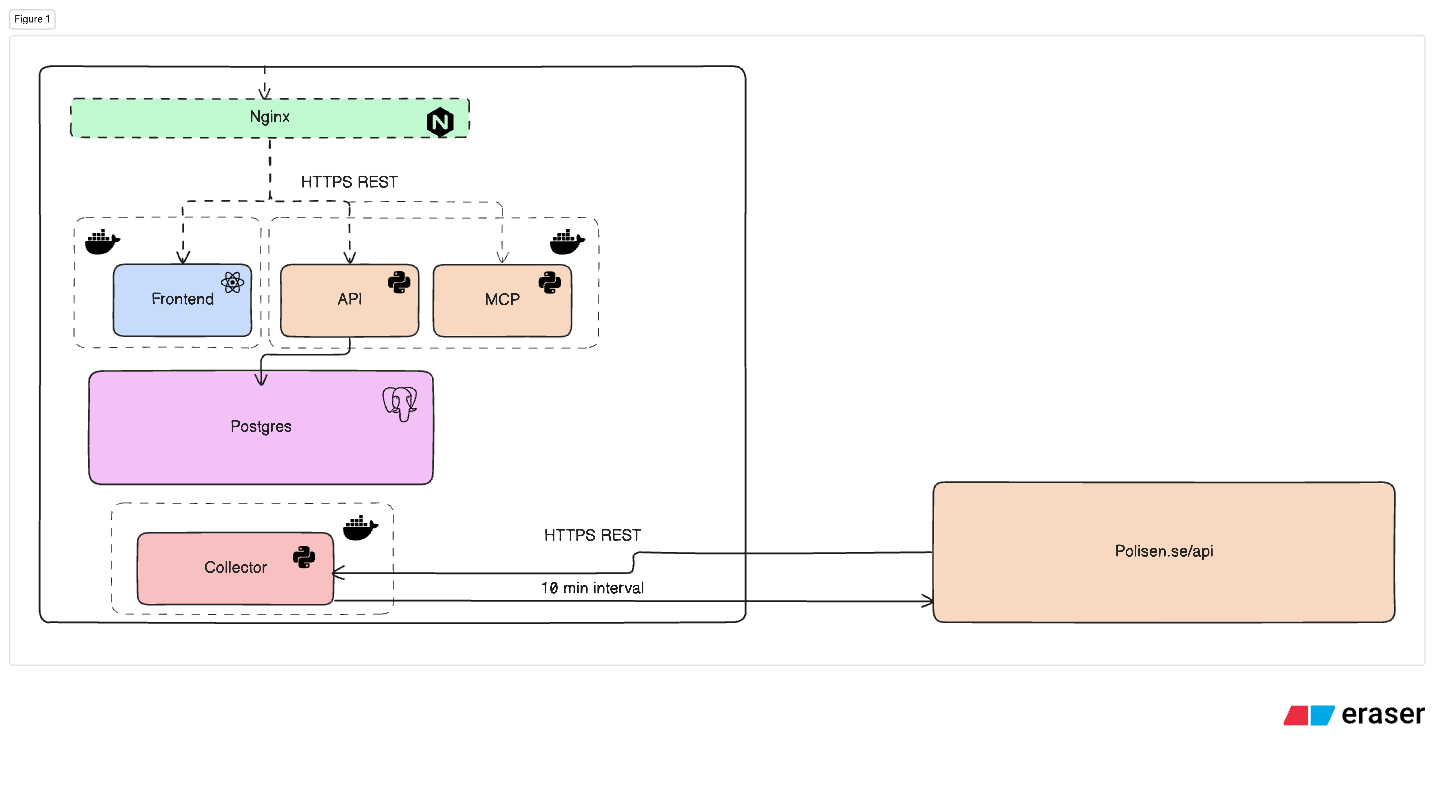 Figure 1
Nginx
HTTPS REST
Frontend
API
MCP
Postgres
HTTPS REST
Collector
10 min interval
Polisen.se/api
eraser